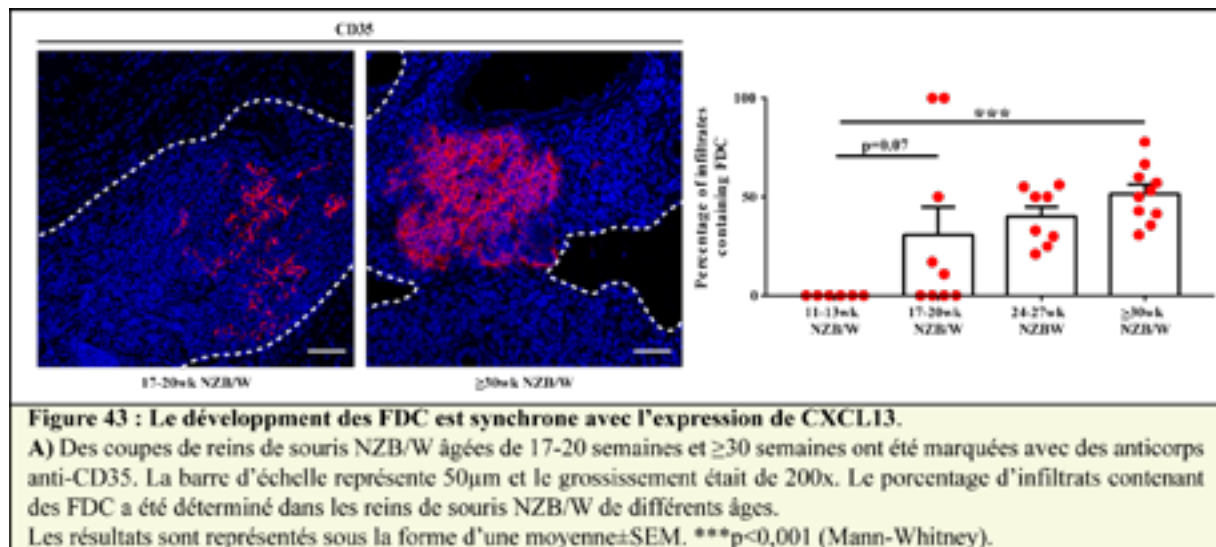 CD35
17-20wk NZB/W
≥30wk NZB/W
Percentage of infiltrates
containing FDC
100
50
0
***
p=0.07
11-13wk
NZB/W
17-20wk
NZB/W
24-27wk
NZBW
≥30wk
NZB/W
Figure 43 : Le développment des FDC est synchrone avec l'expression de CXCL13.
A) Des coupes de reins de souris NZB/W âgées de 17-20 semaines et ≥30 semaines ont été marquées avec des anticorps
anti-CD35. La barre d'échelle représente 50µm et le grossissement était de 200x. Le porcentage d'infiltrats contenant
des FDC a été déterminé dans les reins de souris NZB/W de différents âges.
Les résultats sont représentés sous la forme d'une moyenne±SEM. ***p<0,001 (Mann-Whitney).